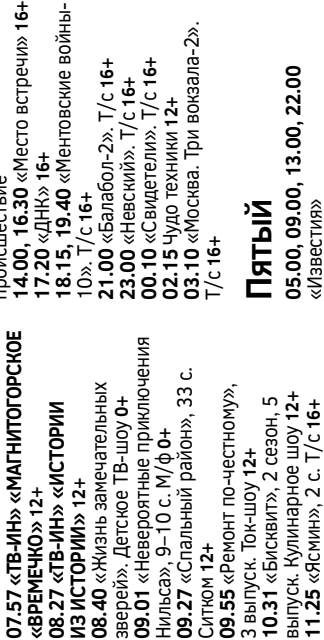 07.57 «ТВ-ИН» «МАГНИТОГОРСКОЕ
«ВРЕМЕЧКО» 12+
08.27 «ТВ-ИН» «ИСТОРИИ
ИЗ ИСТОРИИ» 12+
08.40 «Жизнь замечательных
зверей». Детское ТВ-шоу 0+
09.01 «Невероятные приключения
Нильса», 9–10 с. М/ф 0+
09.27 «Спальный район», 33 с.
Ситком 12+
09.55 «Ремонт по-честному»,
3 выпуск. Ток-шоу 12+
10.31 «Бисквит», 2 сезон, 5
выпуск. Кулинарное шоу 12+
11.25 «Ясмин», 2 с. Т/с 16+
происшествие
14.00, 16.30 «Место встречи» 16+
17.20 «ДНК» 16+
18.15, 19.40 «Ментовские войны-
10». Т/с 16+
21.00 «Балабол-2». Т/с 16+
23.00 «Невский». Т/с 16+
00.10 «Свидетели». Т/с 16+
02.15 Чудо техники 12+
03.10 «Москва. Три вокзала-2».
Т/с 16+
Пятый
05.00, 09.00, 13.00, 22.00
«Известия»